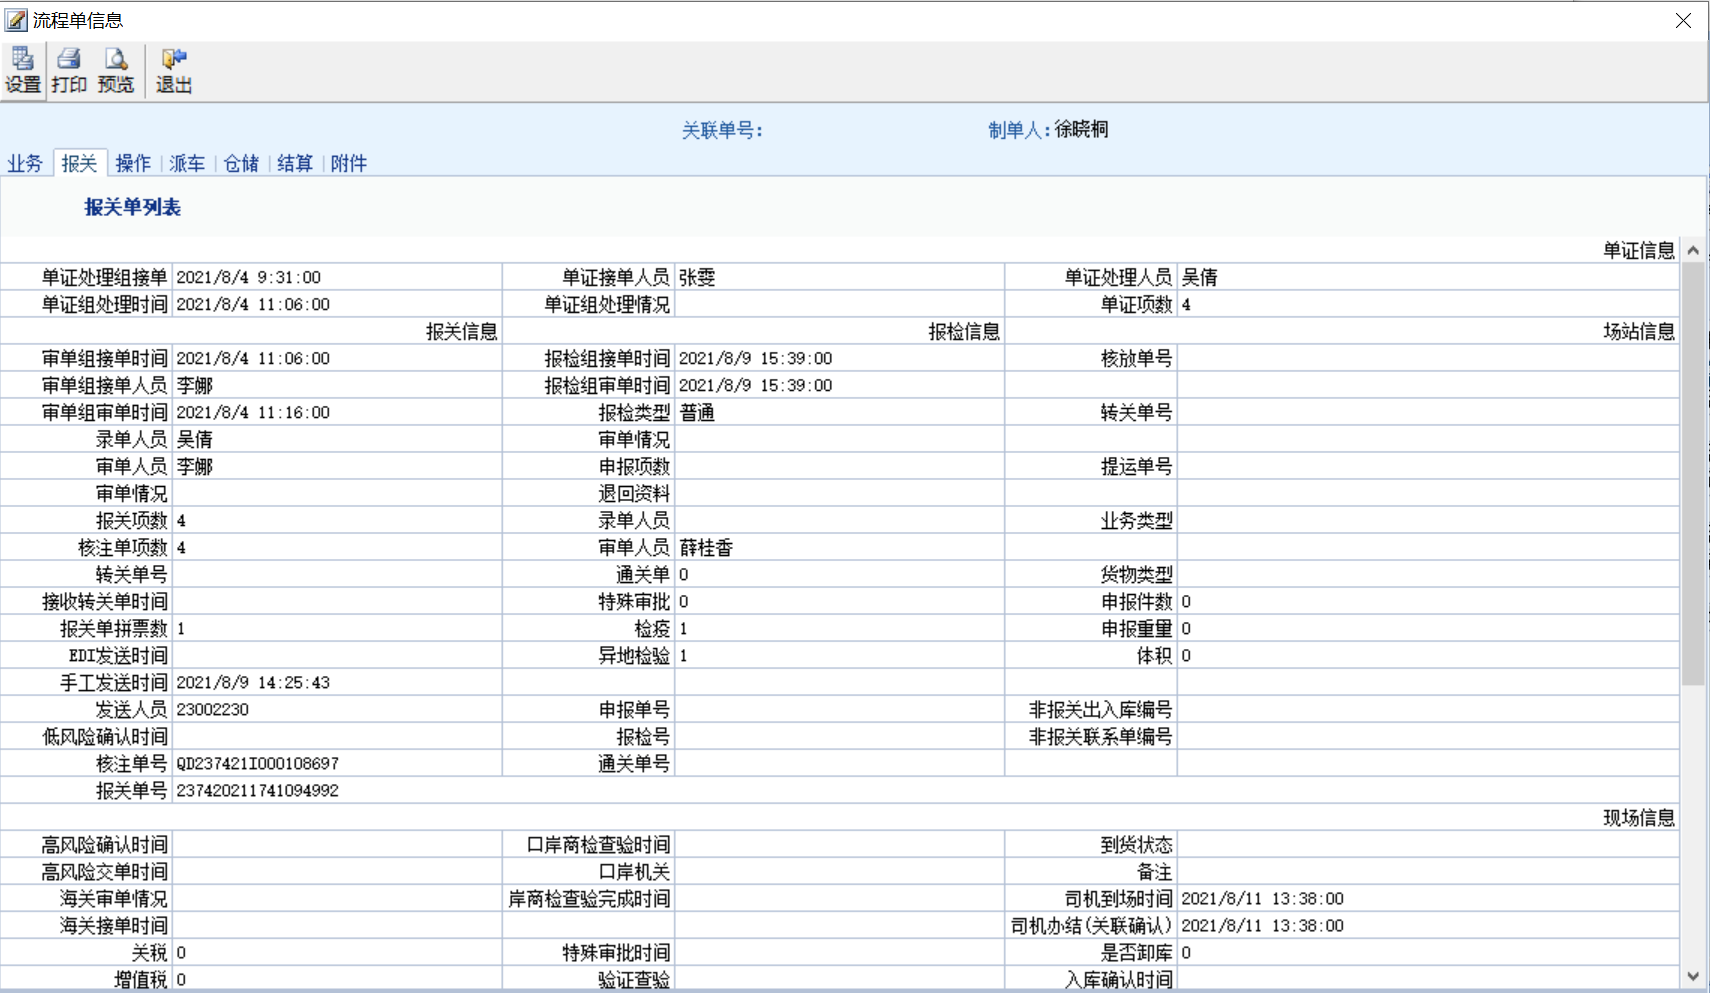 流程单信息
设置 打印 预览 退出
关联单号: 制单人: 徐晓桐
业务 报关 操作 派车 仓储 结算 附件
报关单列表
单证信息
单证处理组接单 2021/8/4 9:31:00 单证接单人员 张雯 单证处理人员 吴倩
单证组处理时间 2021/8/4 11:06:00 单证组处理情况 单证项数 4
报关信息 报检信息 场站信息
审单组接单时间 2021/8/4 11:06:00 报检组接单时间 2021/8/9 15:39:00 核放单号
审单组接单人员 李娜 报检组审单时间 2021/8/9 15:39:00
审单组审单时间 2021/8/4 11:16:00 报检类型 普通 转关单号
录单人员 吴倩 审单情况
审单人员 李娜 申报项数 提运单号
审单情况 退回资料
报关项数 4 录单人员 业务类型
核注单项数 4 审单人员 薛桂香
转关单号 通关单 0 货物类型
接收转关单时间 特殊审批 0 申报件数 0
报关单拼票数 1 检疫 1 申报重量 0
EDI发送时间 异地检验 1 体积 0
手工发送时间 2021/8/9 14:25:43
发送人员 23002230 申报单号 非报关出入库编号
低风险确认时间 报检号 非报关联系单编号
核注单号 QD237421I000108697 通关单号
报关单号 237420211741094992
现场信息
高风险确认时间 口岸商检查验时间 到货状态
高风险交单时间 口岸机关 备注
海关审单情况 岸商检查验完成时间 司机到场时间 2021/8/11 13:38:00
海关接单时间 司机办结(关联确认) 2021/8/11 13:38:00
关税 0 特殊审批时间 是否卸库 0
增值税 0 验证查验 入库确认时间